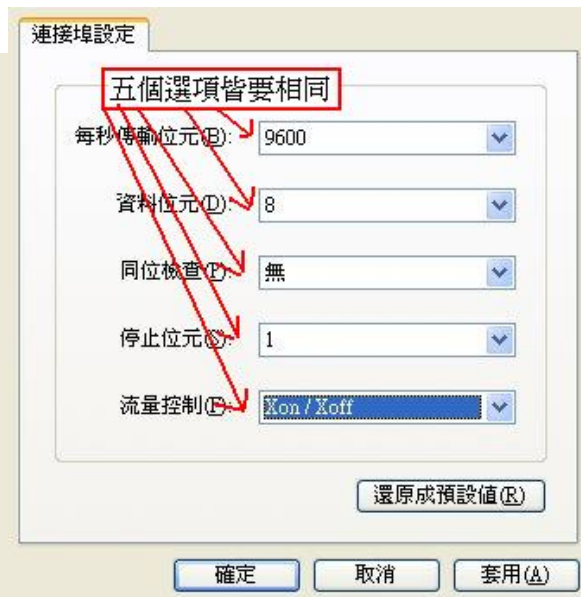 連接埠設定
五個選項皆要相同
每秒傳輸位元(B): 9600
資料位元(D): 8
同位檢查(P): 無
停止位元(S): 1
流量控制(F): Xon / Xoff
還原成預設值(R)
確定 取消 套用(A)